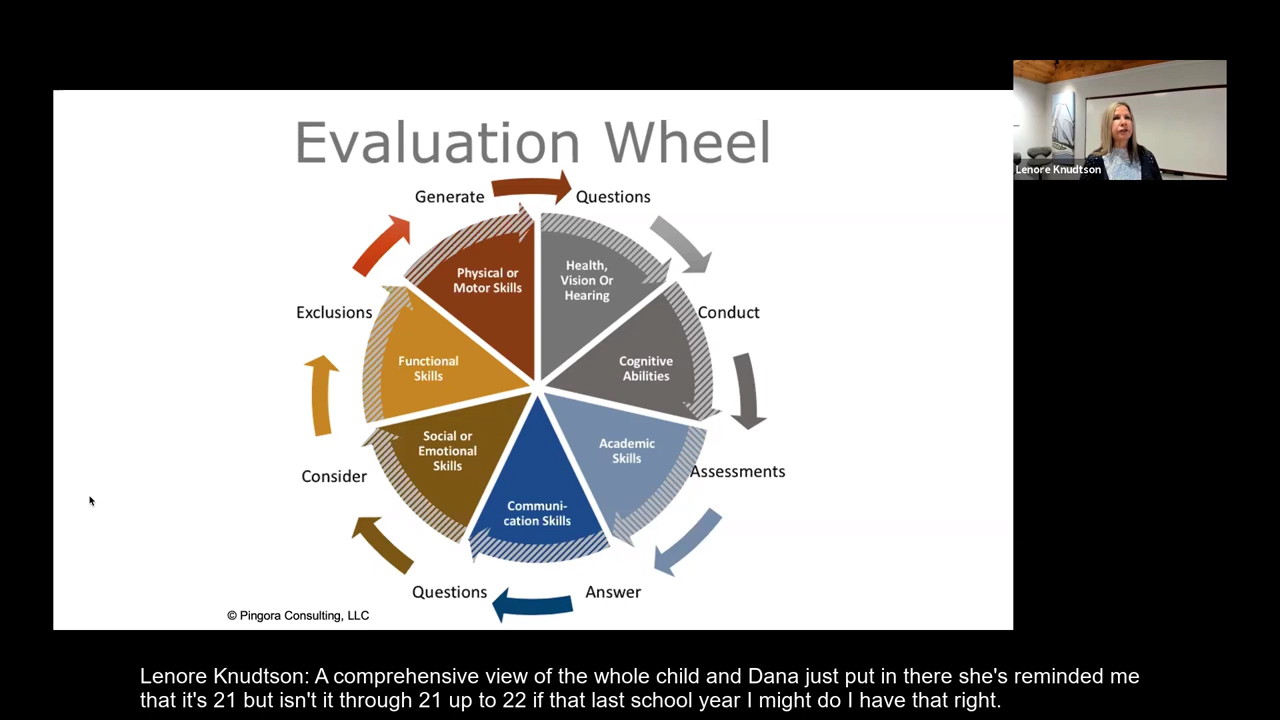 Evaluation Wheel
Generate
Questions
Conduct
Assessments
Answer
Questions
Consider
Exclusions
Physical or
Motor Skills
Health,
Vision Or
Hearing
Cognitive
Abilities
Academic
Skills
Communi-
cation Skills
Social or
Emotional
Skills
Functional
Skills
© Pingora Consulting, LLC
Lenore Knudtson
Lenore Knudtson: A comprehensive view of the whole child and Dana just put in there she's reminded me
that it's 21 but isn't it through 21 up to 22 if that last school year I might do I have that right.